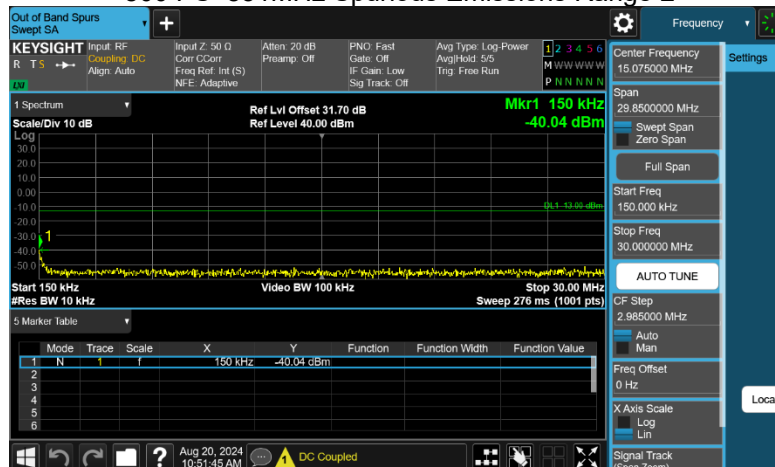 Out of Band Spurs
Swept SA
Frequency
KEYSIGHT
R T S
LXI
Input: RF
Coupling: DC
Align: Auto
Input Z: 50 Ω
Corr CCorr
Freq Ref: Int (S)
NFE: Adaptive
Atten: 20 dB
Preamp: Off
PNO: Fast
Gate: Off
IF Gain: Low
Sig Track: Off
Avg Type: Log-Power
Avg|Hold: 5/5
Trig: Free Run
1 2 3 4 5 6
M W W W W W
P N N N N N
1 Spectrum
Scale/Div 10 dB
Ref Lvl Offset 31.70 dB
Ref Level 40.00 dBm
Mkr1 150 kHz
-40.04 dBm
Log
30.0
20.0
10.0
0.00
-10.0
-20.0
-30.0
-40.0
-50.0
DL1 -13.00 dBm
1
Start 150 kHz
#Res BW 10 kHz
Video BW 100 kHz
Stop 30.00 MHz
Sweep 276 ms (1001 pts)
5 Marker Table
Mode Trace Scale X Y Function Function Width Function Value
1 N 1 f 150 kHz -40.04 dBm
2
3
4
5
6
Aug 20, 2024
10:51:45 AM
1
DC Coupled
Center Frequency
15.075000 MHz
Settings
Span
29.8500000 MHz
Swept Span
Zero Span
Full Span
Start Freq
150.000 kHz
Stop Freq
30.000000 MHz
AUTO TUNE
CF Step
2.985000 MHz
Auto
Man
Freq Offset
0 Hz
X Axis Scale
Log
Lin
Signal Track
Loca